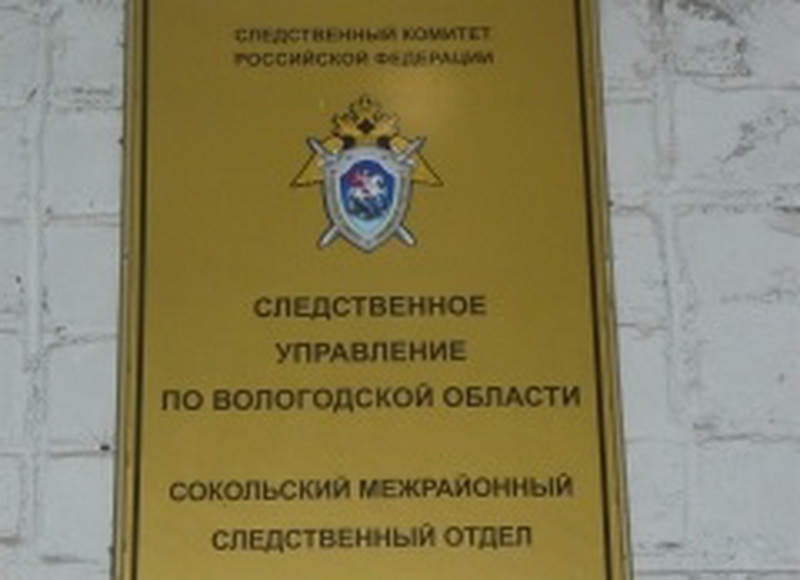 СЛЕДСТВЕННЫЙ КОМИТЕТ
РОССИЙСКОЙ ФЕДЕРАЦИИ
СЛЕДСТВЕННОЕ
УПРАВЛЕНИЕ
ПО ВОЛОГОДСКОЙ ОБЛАСТИ
СОКОЛЬСКИЙ МЕЖРАЙОННЫЙ
СЛЕДСТВЕННЫЙ ОТДЕЛ